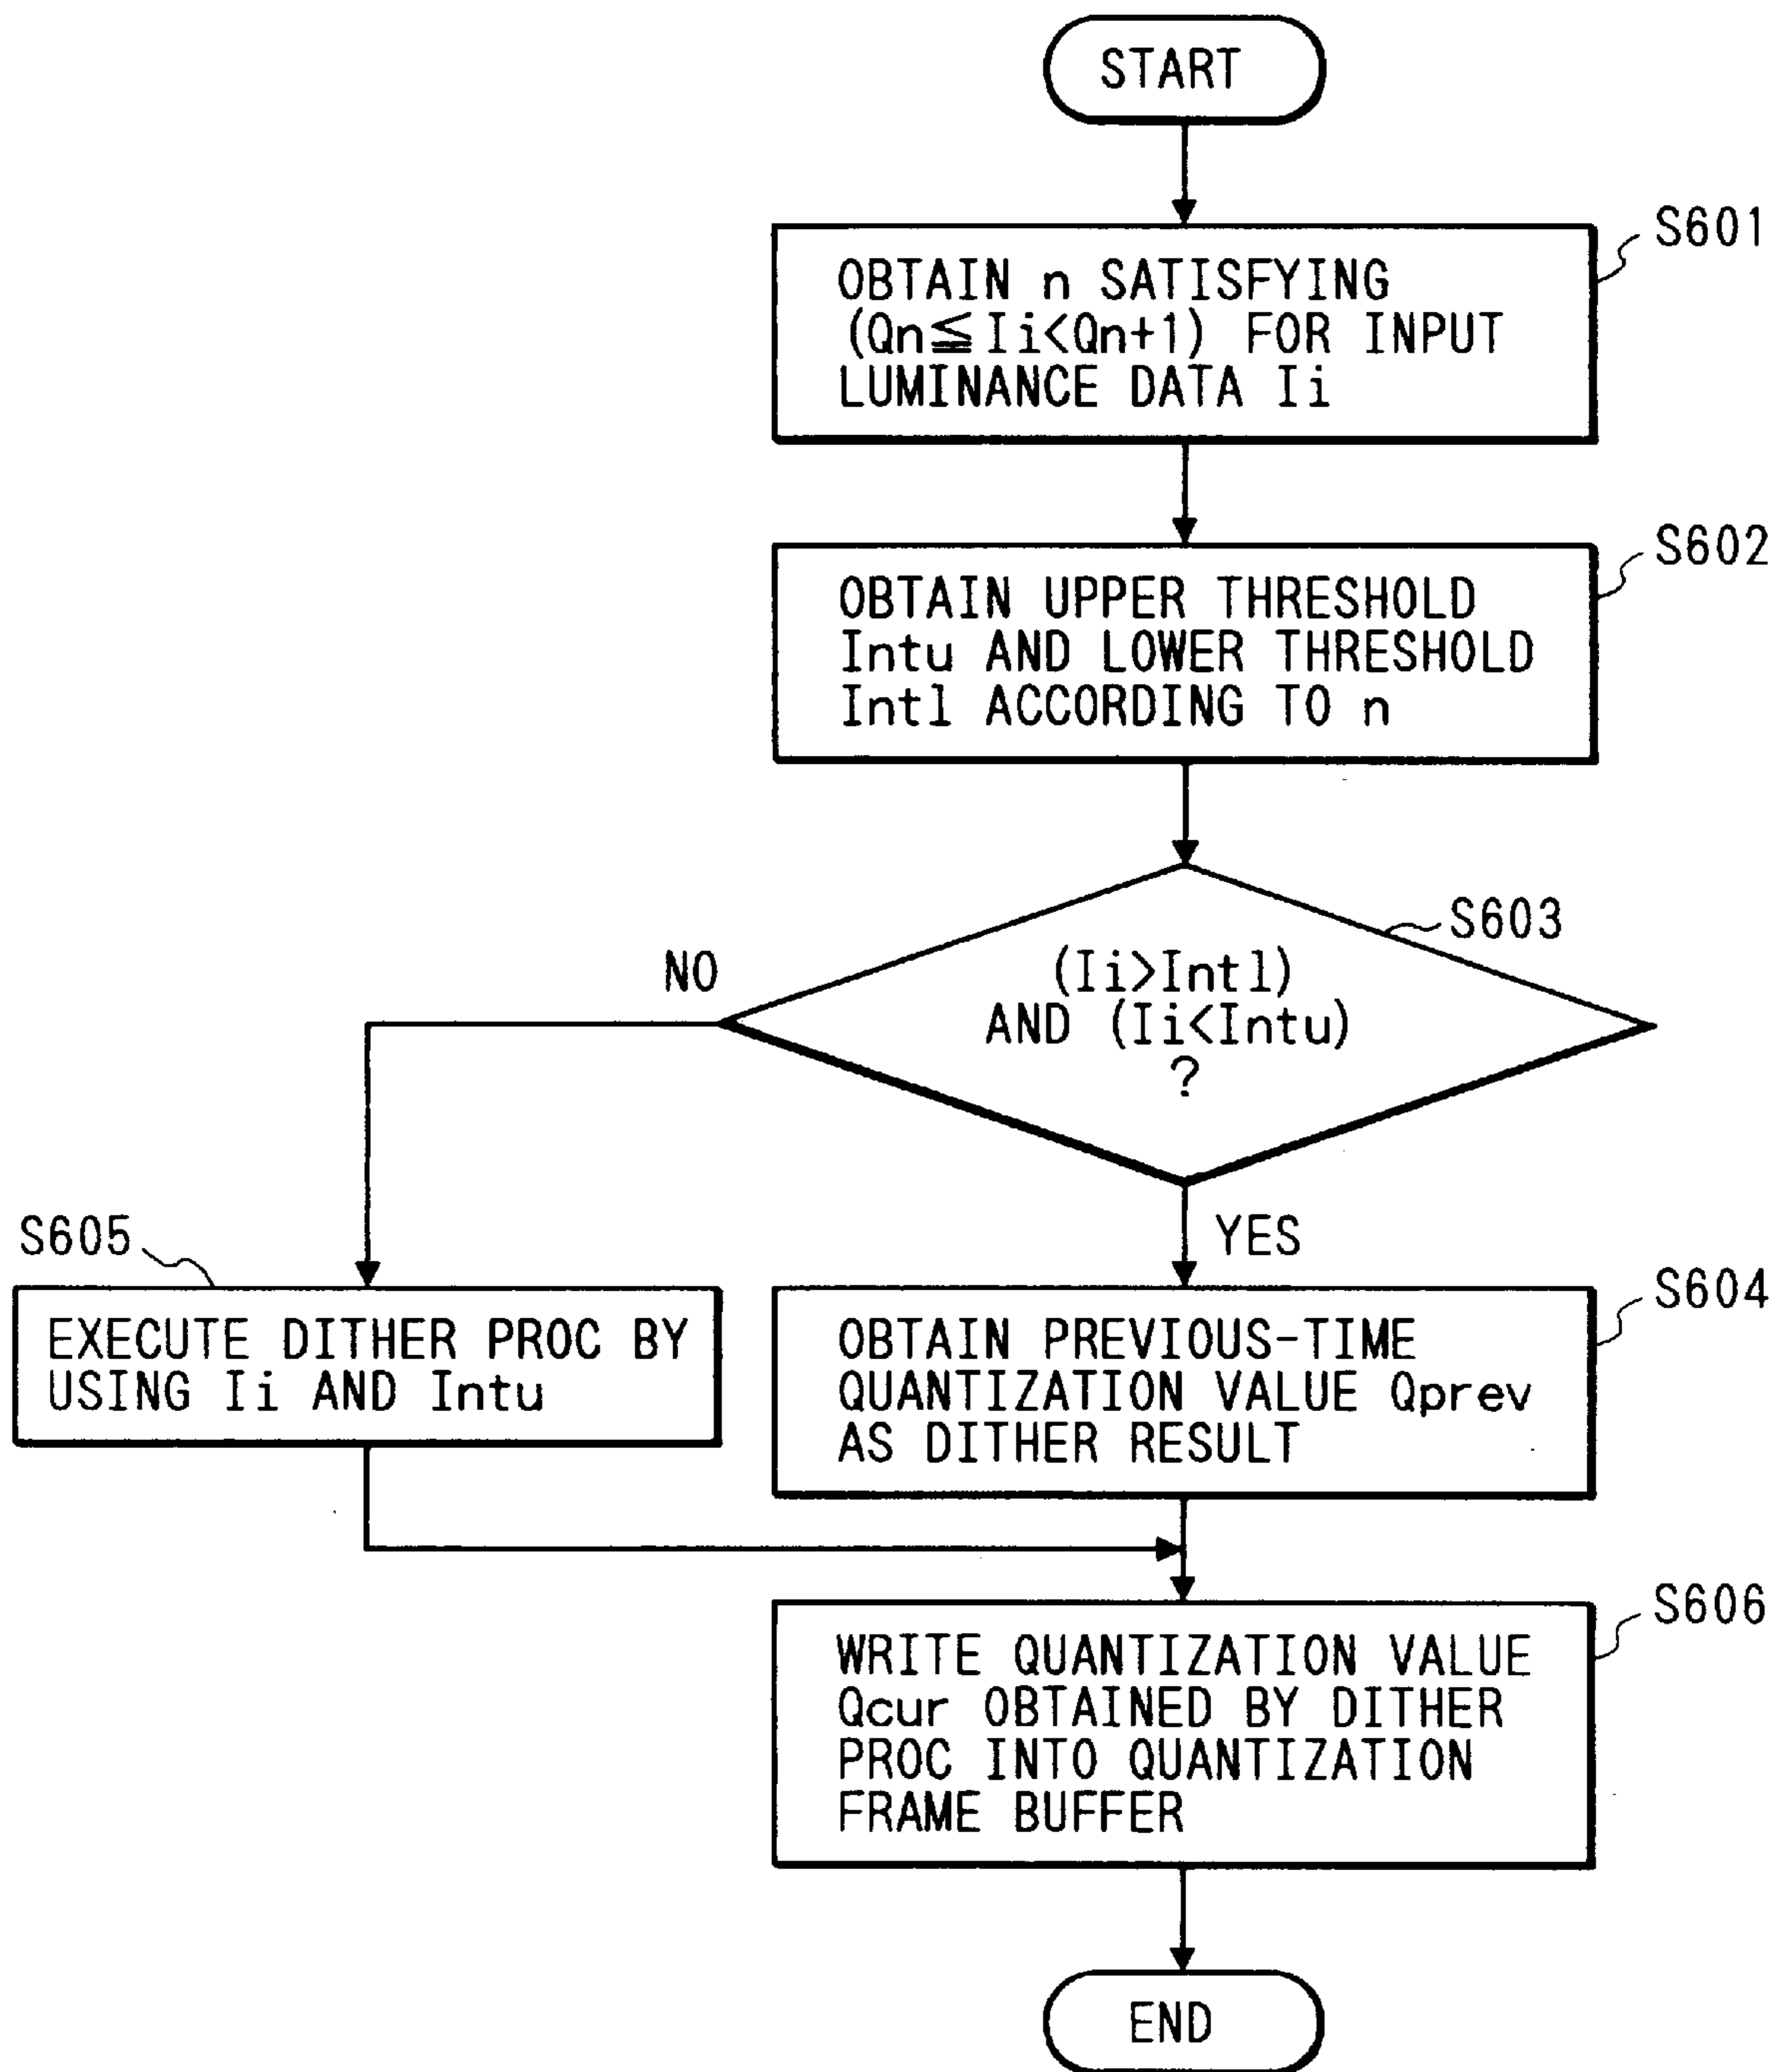 START
S601
OBTAIN n SATISFYING
(Qn≦Ii<Qn+1) FOR INPUT
LUMINANCE DATA Ii
S602
OBTAIN UPPER THRESHOLD
Intu AND LOWER THRESHOLD
Intl ACCORDING TO n
S603
(Ii>Intl)
AND (Ii<Intu)
?
NO
YES
S605
EXECUTE DITHER PROC BY
USING Ii AND Intu
S604
OBTAIN PREVIOUS-TIME
QUANTIZATION VALUE Qprev
AS DITHER RESULT
S606
WRITE QUANTIZATION VALUE
Qcur OBTAINED BY DITHER
PROC INTO QUANTIZATION
FRAME BUFFER
END